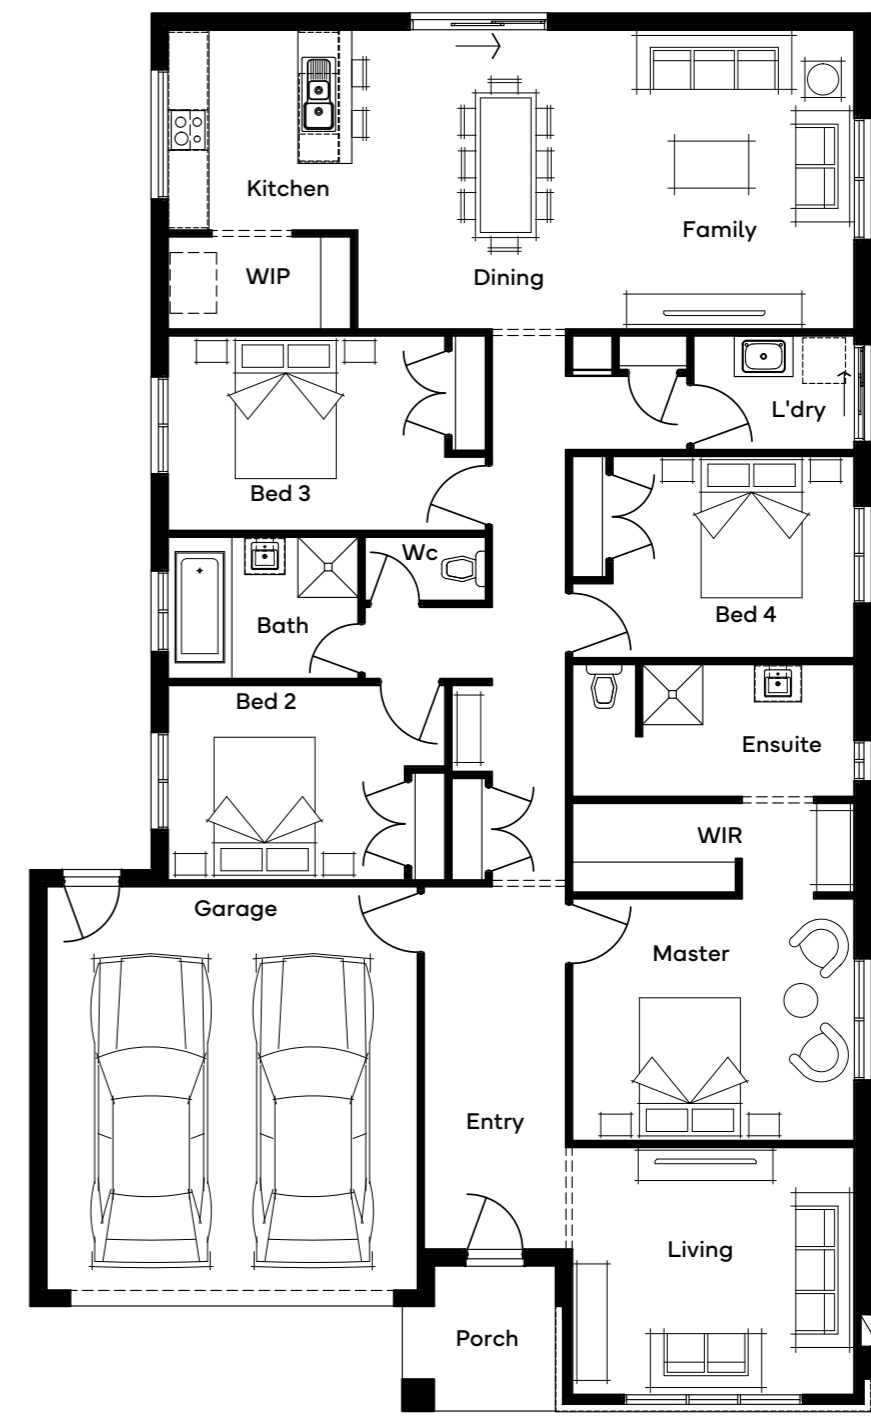 Kitchen
Family
WIP
Dining
L'dry
Bed 3
Wc
Bed 4
Bath
Bed 2
Ensuite
WIR
Garage
Master
Entry
Living
Porch